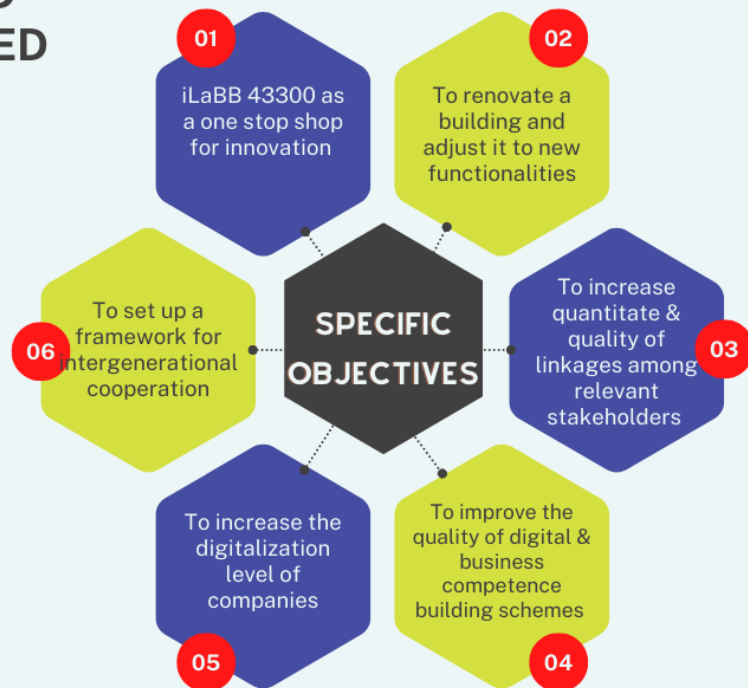 ED
01
iLaBB 43300 as
a one stop shop
for innovation
02
To renovate a
building and
adjust it to new
functionalities
SPECIFIC
OBJECTIVES
To increase
quantitate &
quality of
linkages among
relevant
stakeholders
03
To improve the
quality of digital &
business
competence
building schemes
04
To increase the
digitalization
level of
companies
05
To set up a
framework for
intergenerational
cooperation
06